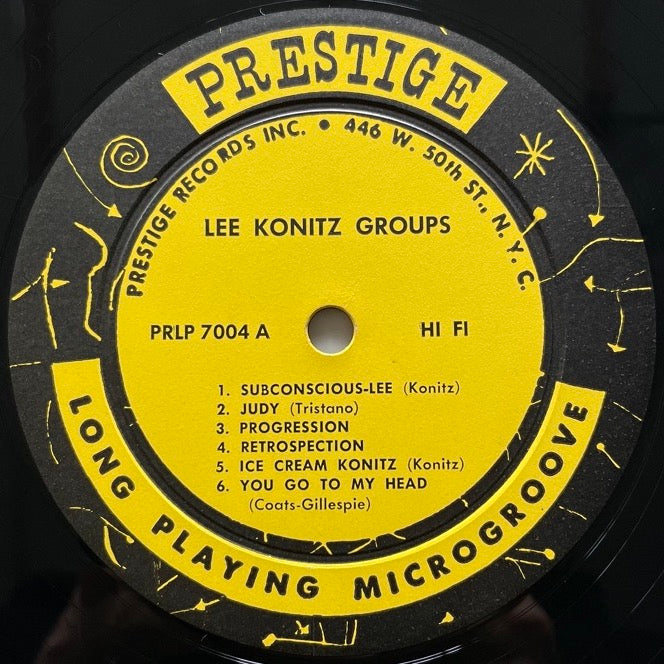 PRESTIGE
PRESTIGE RECORDS INC. • 446 W. 50th ST., N.Y.C.
LEE KONITZ GROUPS
PRLP 7004 A HI FI
1. SUBCONSCIOUS-LEE (Konitz)
2. JUDY (Tristano)
3. PROGRESSION
4. RETROSPECTION
5. ICE CREAM KONITZ (Konitz)
6. YOU GO TO MY HEAD
(Coats-Gillespie)
LONG PLAYING MICROGROOVE